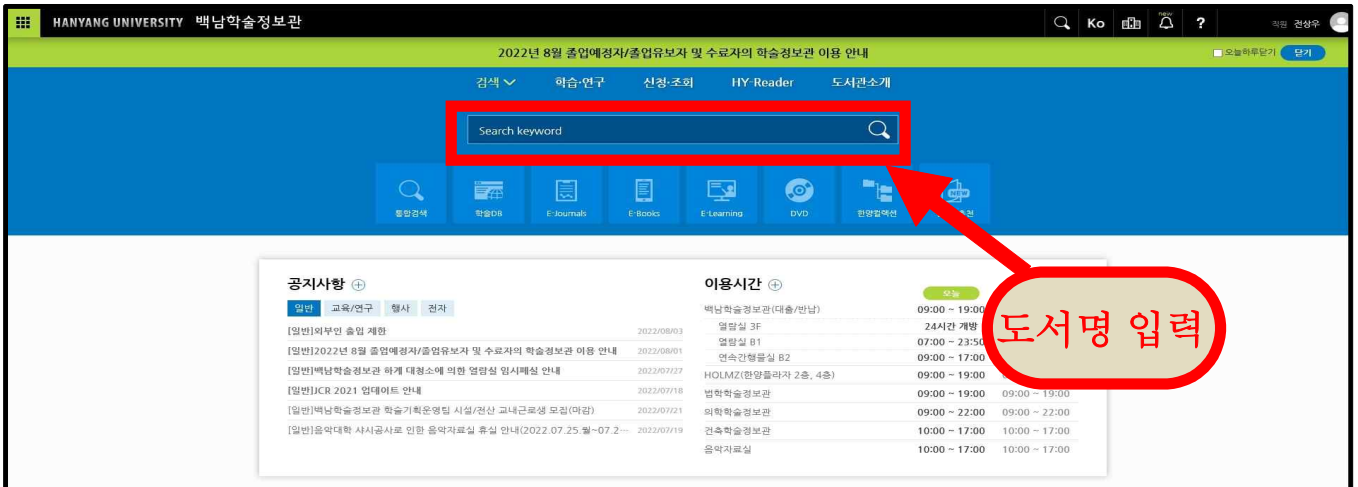 HANYANG UNIVERSITY 백남학술정보관
Ko
new
?
직원 전상우
2022년 8월 졸업예정자/졸업유보자 및 수료자의 학술정보관 이용 안내
오늘하루닫기 닫기
검색 학습·연구 신청·조회 HY-Reader 도서관소개
Search keyword
통합검색 학술DB E-Journals E-Books E-Learning DVD 한양컬렉션
NEW
도서명 입력
공지사항
일반 교육/연구 행사 전자
[일반]외부인 출입 제한 2022/08/03
[일반]2022년 8월 졸업예정자/졸업유보자 및 수료자의 학술정보관 이용 안내 2022/08/01
[일반]백남학술정보관 하계 대청소에 의한 열람실 임시폐실 안내 2022/07/27
[일반]JCR 2021 업데이트 안내 2022/07/18
[일반]백남학술정보관 학술기획운영팀 시설/전산 교내근로생 모집(마감) 2022/07/21
[일반]음악대학 샤시공사로 인한 음악자료실 휴실 안내(2022.07.25.월~07.2··· 2022/07/19
이용시간
오늘
백남학술정보관(대출/반납) 09:00 ~ 19:00
열람실 3F 24시간 개방
열람실 B1 07:00 ~ 23:50
연속간행물실 B2 09:00 ~ 17:00
HOLMZ(한양플라자 2층, 4층) 09:00 ~ 19:00
법학학술정보관 09:00 ~ 19:00 09:00 ~ 19:00
의학학술정보관 09:00 ~ 22:00 09:00 ~ 22:00
건축학술정보관 10:00 ~ 17:00 10:00 ~ 17:00
음악자료실 10:00 ~ 17:00 10:00 ~ 17:00